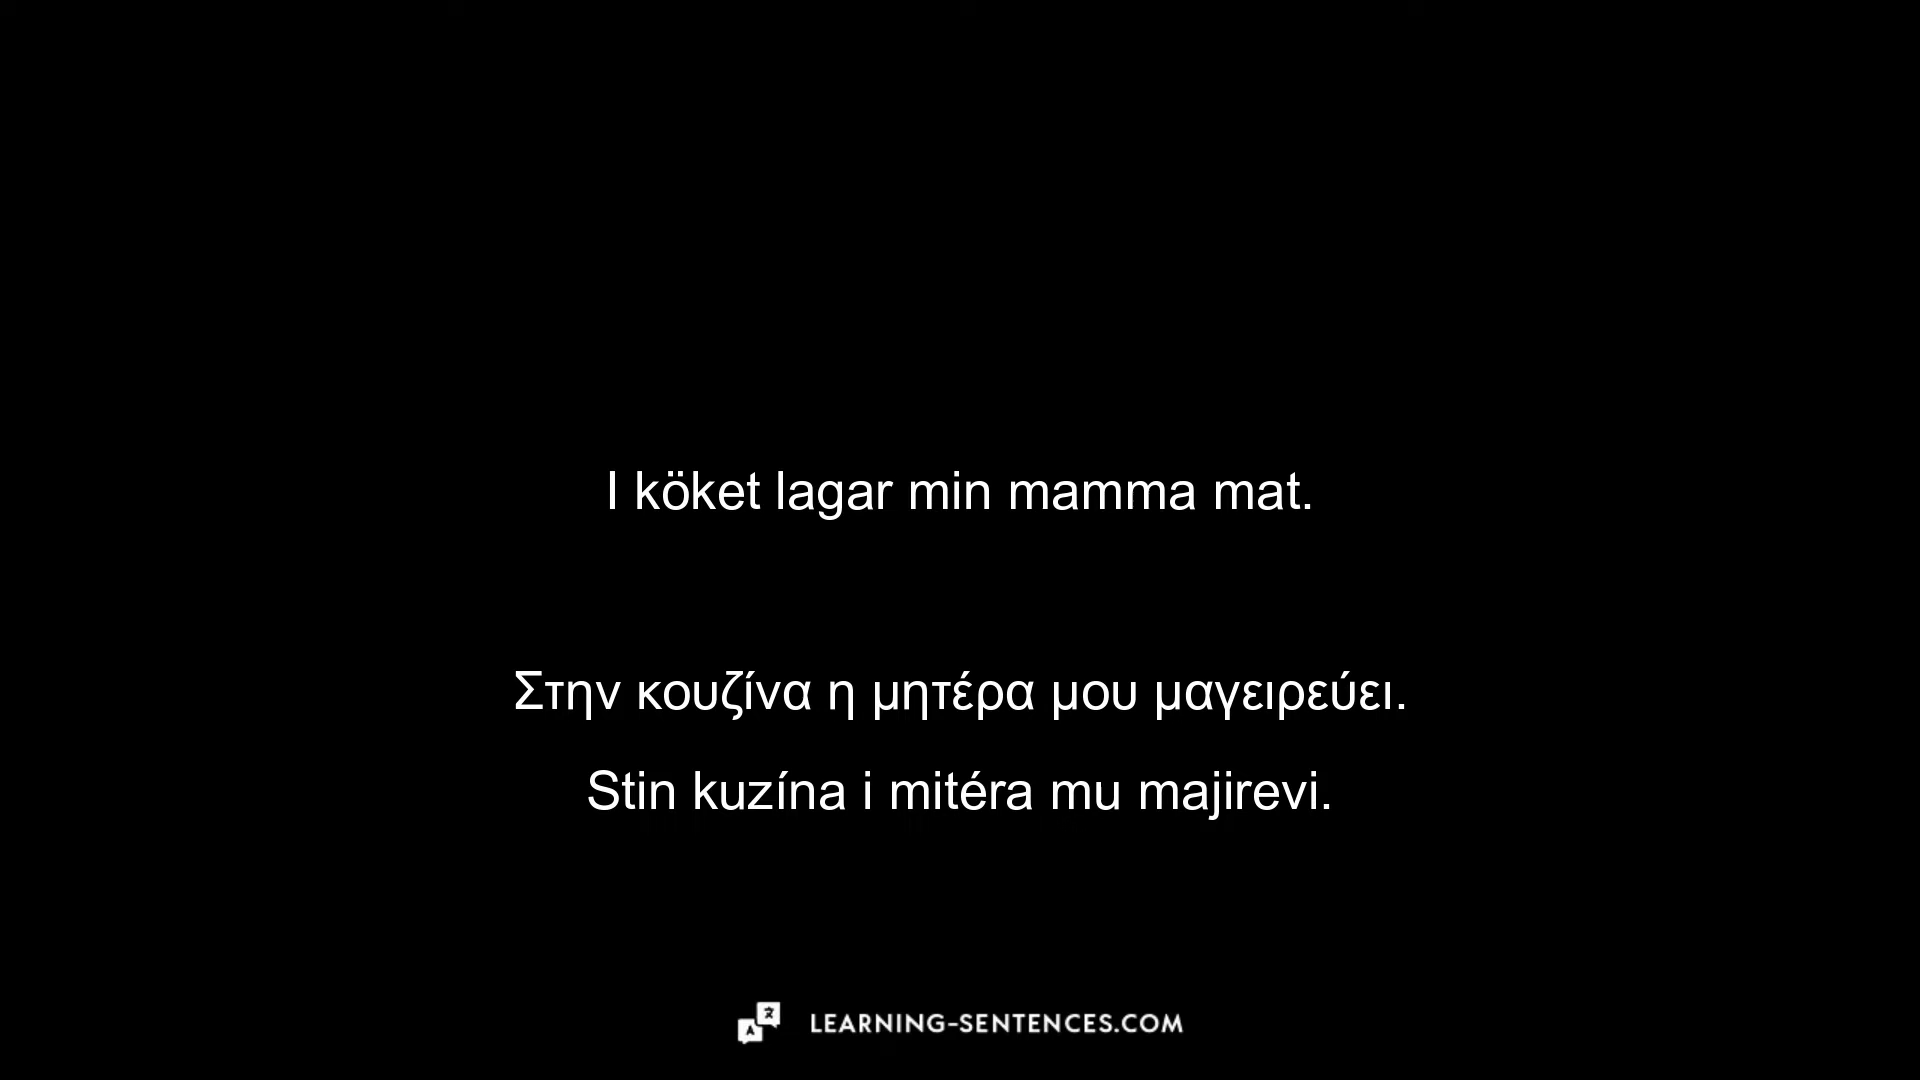 I köket lagar min mamma mat.
Στην κουζίνα η μητέρα μου μαγειρεύει.
Stin kuzína i mitéra mu majirevi.
LEARNING-SENTENCES.COM